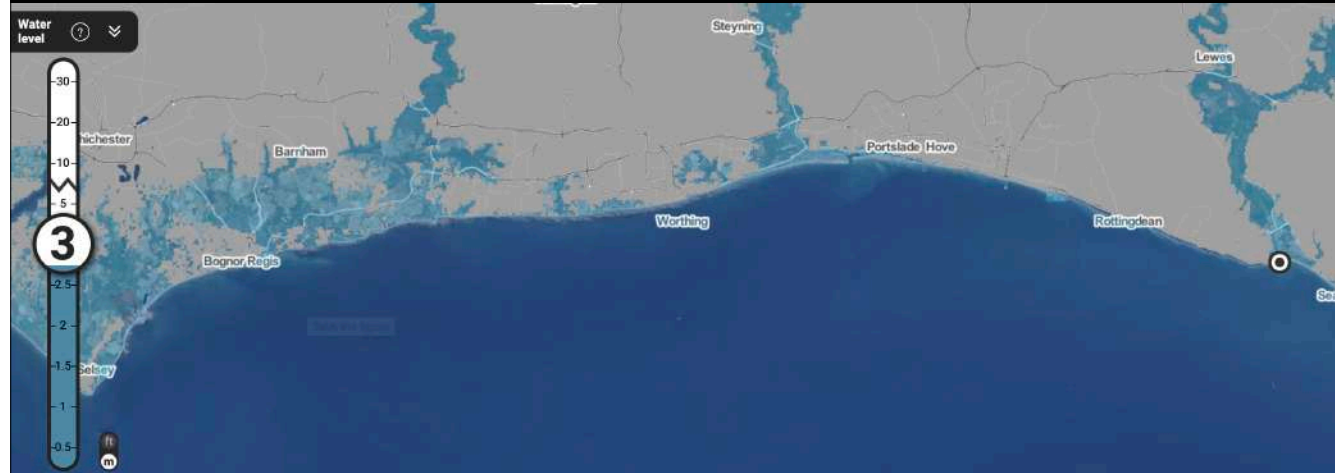 Water
level
?
Steyning
Lewes
30
20
hichester
Barnham
Portslade Hove
10
5
3
Worthing
Rottingdean
Bognor Regis
2.5
Sea
2
1.5
Selsey
1
0.5
ft
m